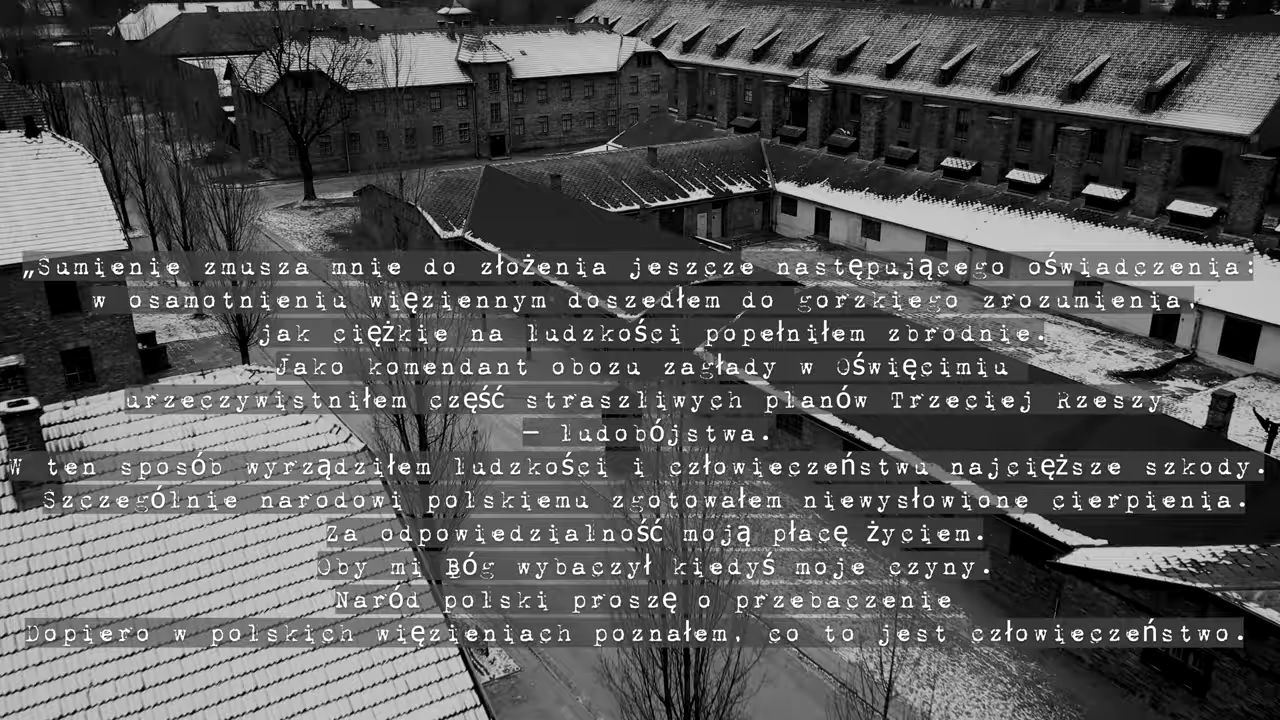 „Sumienie zmusza mnie do złożenia jeszcze następującego oświadczenia:
w osamotnieniu więziennym doszedłem do gorzkiego zrozumienia,
jak ciężkie na ludzkości popełniłem zbrodnie.
Jako komendant obozu zagłady w Oświęcimiu
urzeczywistniłem część straszliwych planów Trzeciej Rzeszy
— ludobójstwa.
W ten sposób wyrządziłem ludzkości i człowieczeństwu najcięższe szkody.
Szczególnie narodowi polskiemu zgotowałem niewysłowione cierpienia.
Za odpowiedzialność moją płacę życiem.
Oby mi Bóg wybaczył kiedyś moje czyny.
Naród polski proszę o przebaczenie
Dopiero w polskich więzieniach poznałem, co to jest człowieczeństwo.